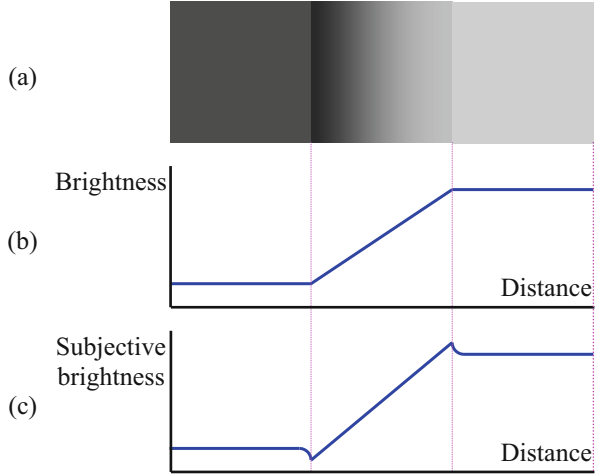 (a)
Brightness
(b)
Distance
Subjective
brightness
(c)
Distance